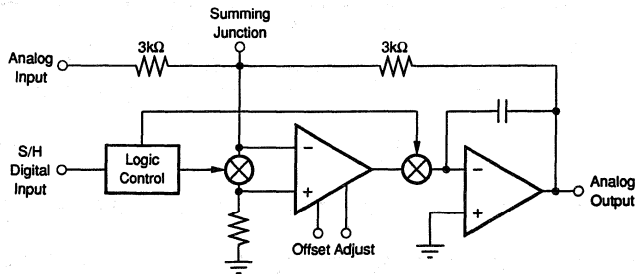 Summing
Junction
3kΩ
3kΩ
Analog
Input
S/H
Digital
Input
Logic
Control
−
+
−
+
Analog
Output
Offset Adjust